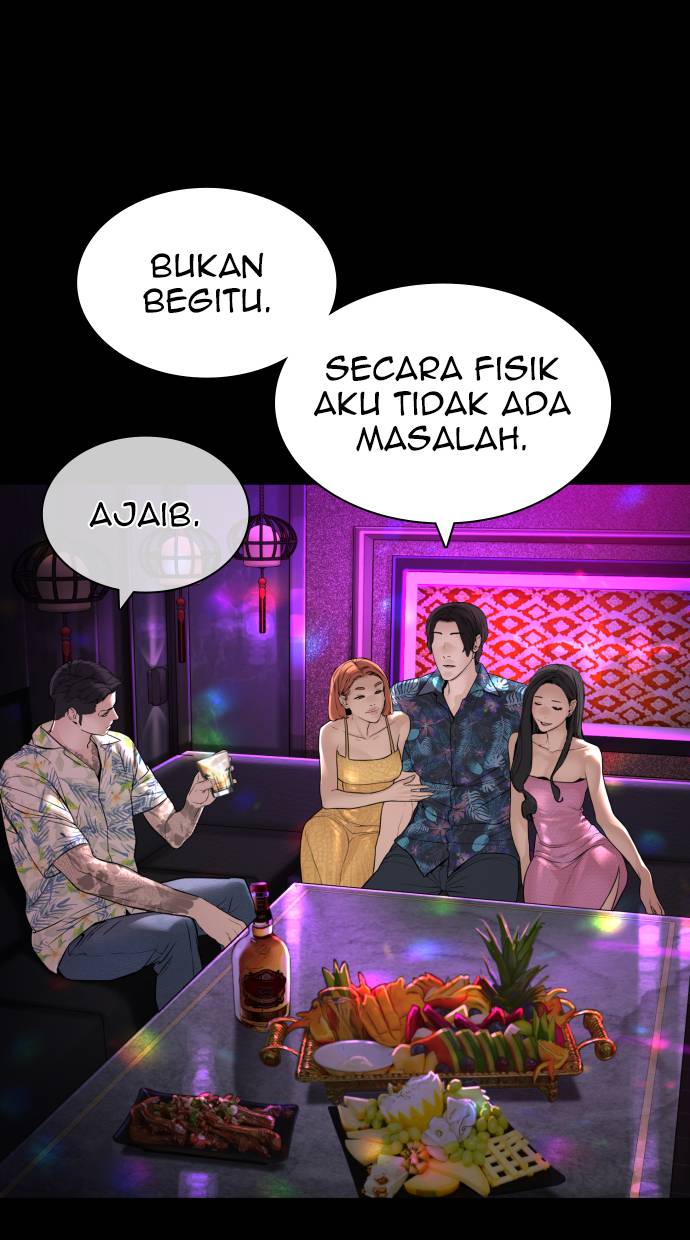 BUKAN
BEGITU.
SECARA FISIK
AKU TIDAK ADA
MASALAH.
AJAIB.